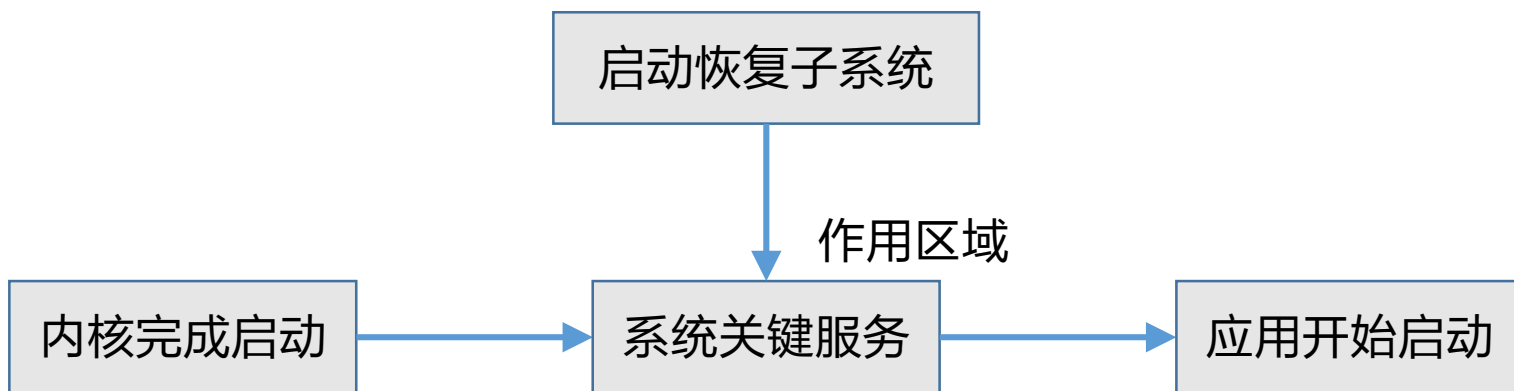 启动恢复子系统
作用区域
内核完成启动
系统关键服务
应用开始启动